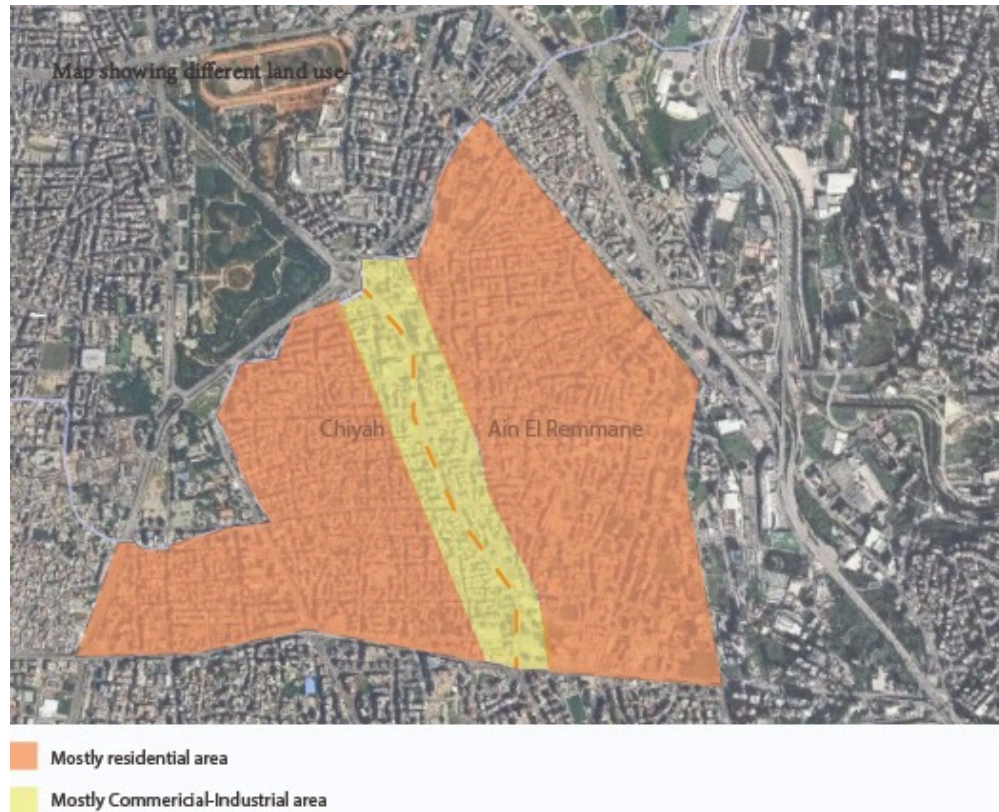 Map showing different land use-
Chiyah
Ain El Remmane
Mostly residential area
Mostly Commericial-Industrial area